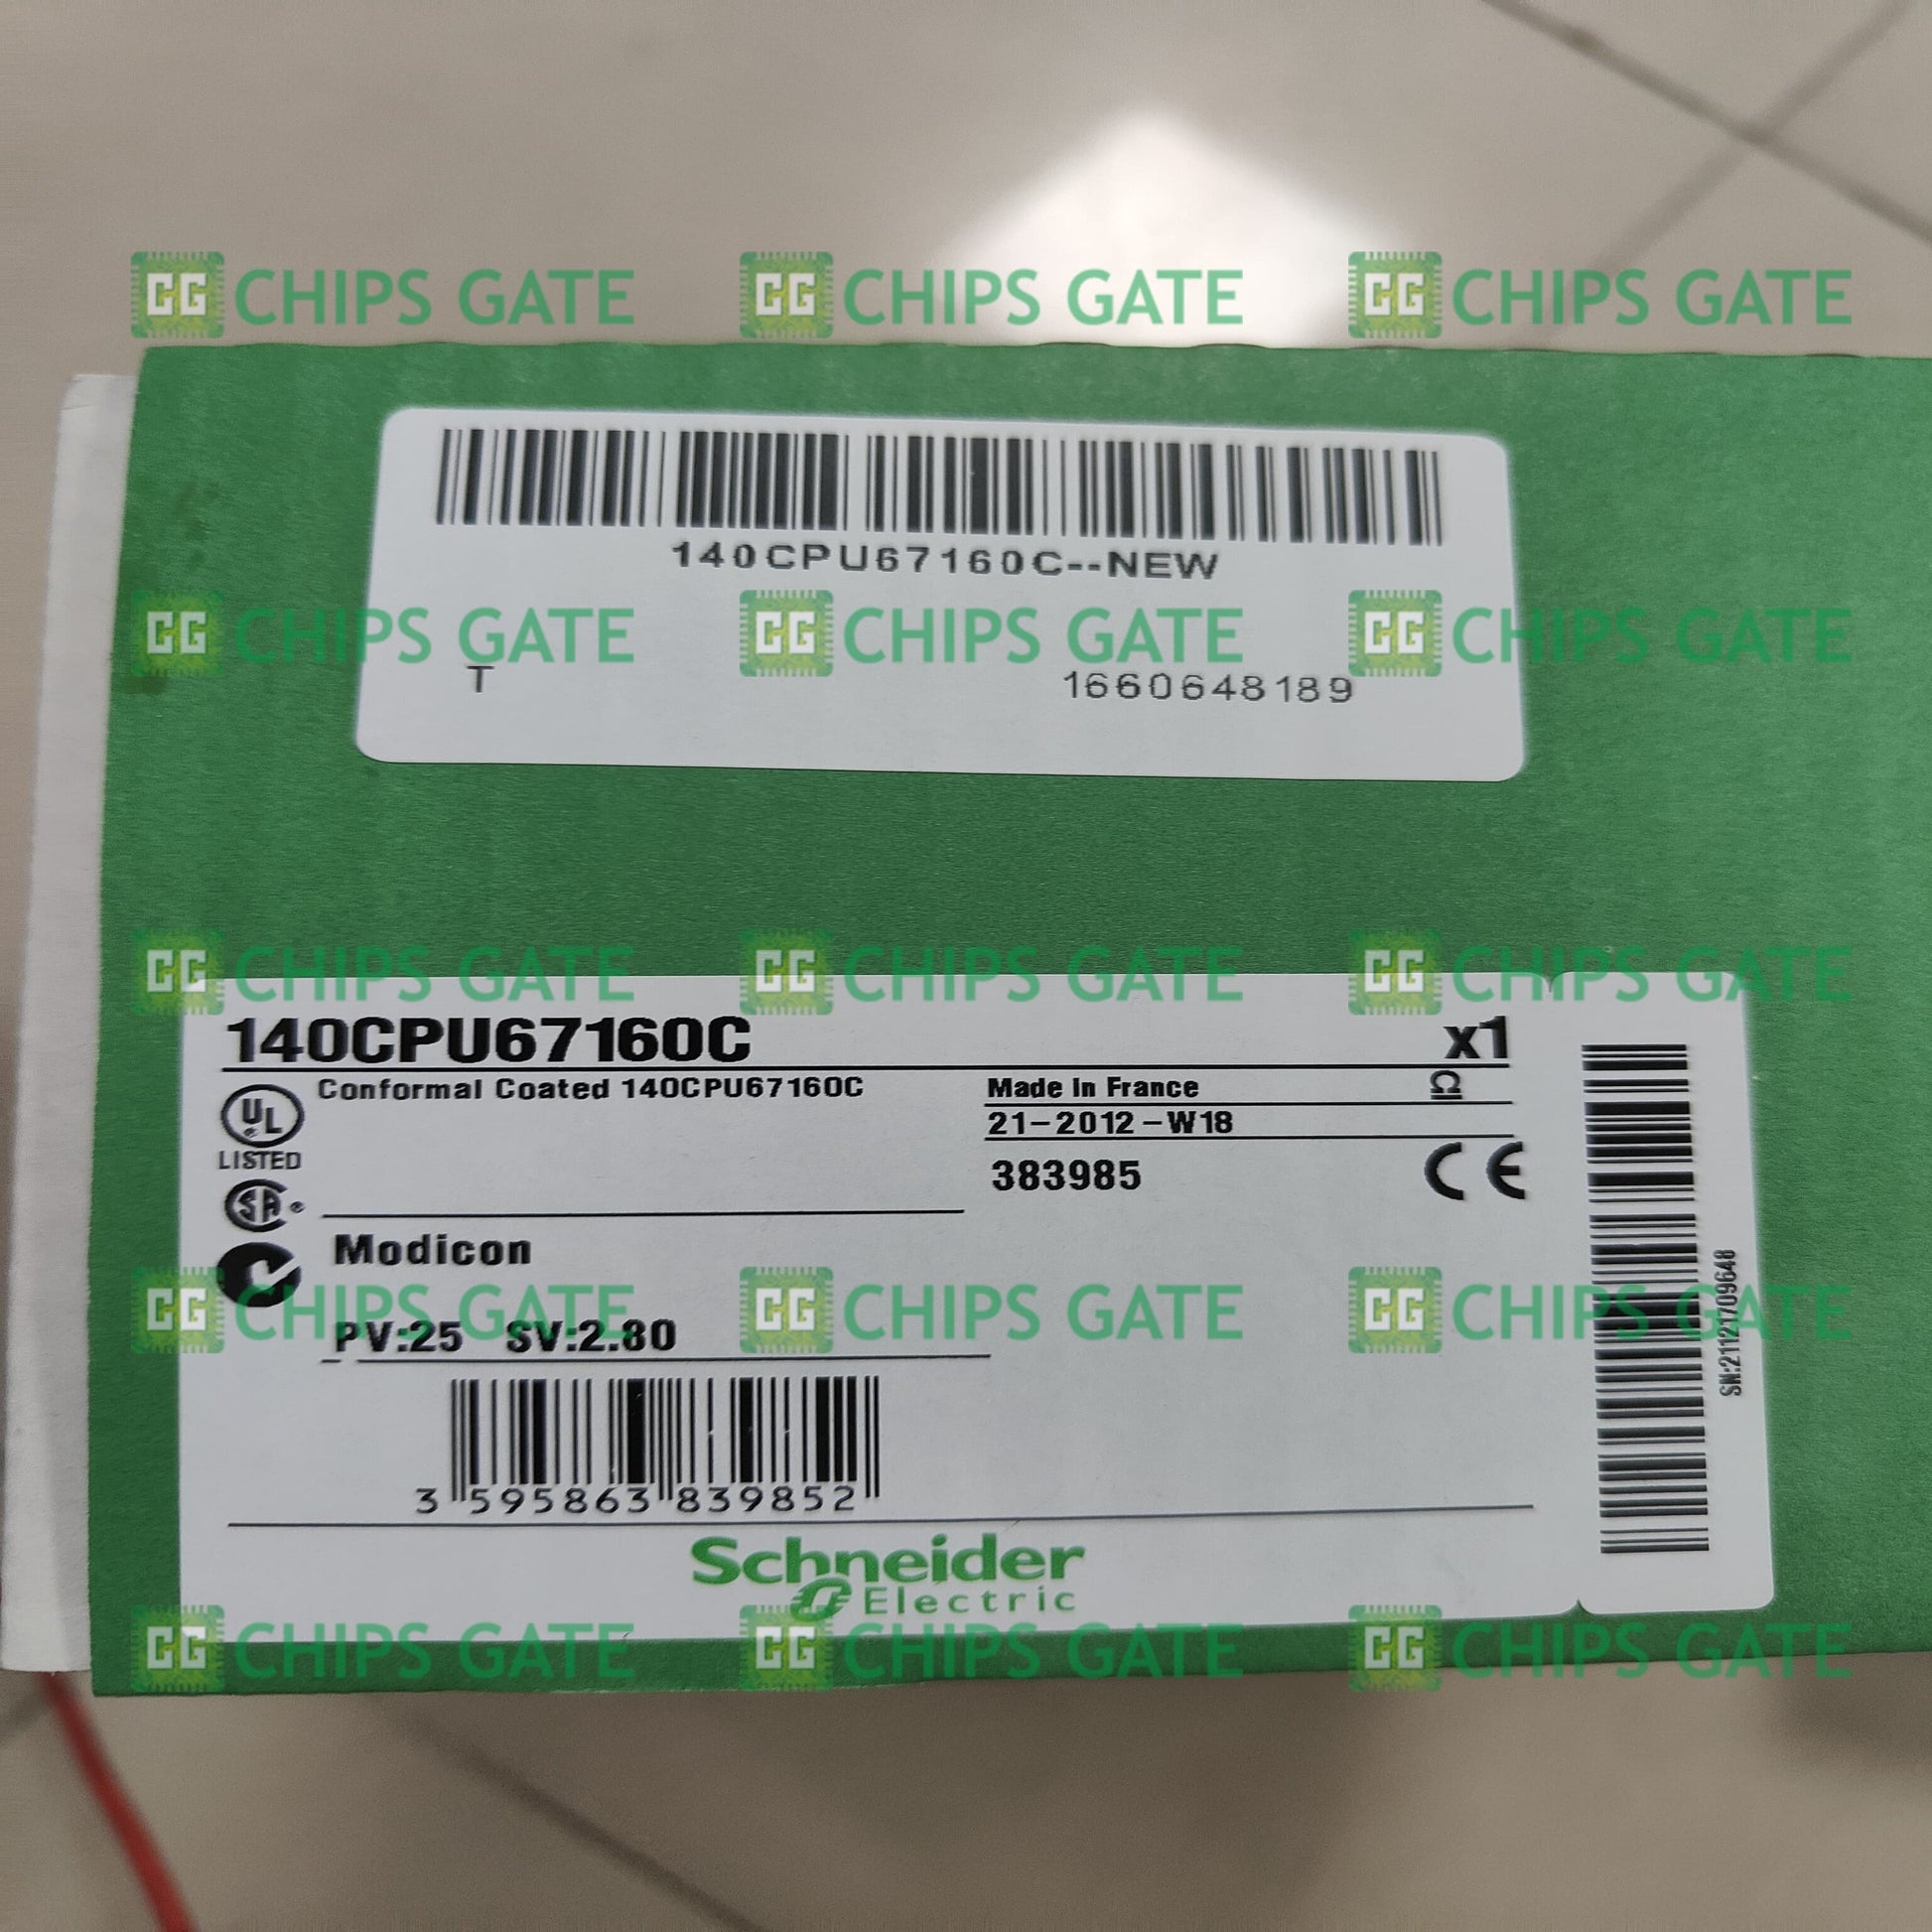 CG CHIPS GATE CG CHIPS GATE CG CHIPS GATE
140CPU67160C--NEW
CG CHIPS GATE CG CHIPS GATE CG CHIPS GATE
T 1660648189
CG CHIPS GATE CG CHIPS GATE CG CHIPS GATE
140CPU67160C x1
Conformal Coated 140CPU67160C Made in France Ω
UL 21-2012-W18
LISTED 383985 CE
SA ®
Modicon
CG CHIPS GATE CG CHIPS GATE CG CHIPS GATE
PV:25 SV:2.80
SN:21121709648
3 595863 839852
Schneider
Electric
CG CHIPS GATE CG CHIPS GATE CG CHIPS GATE